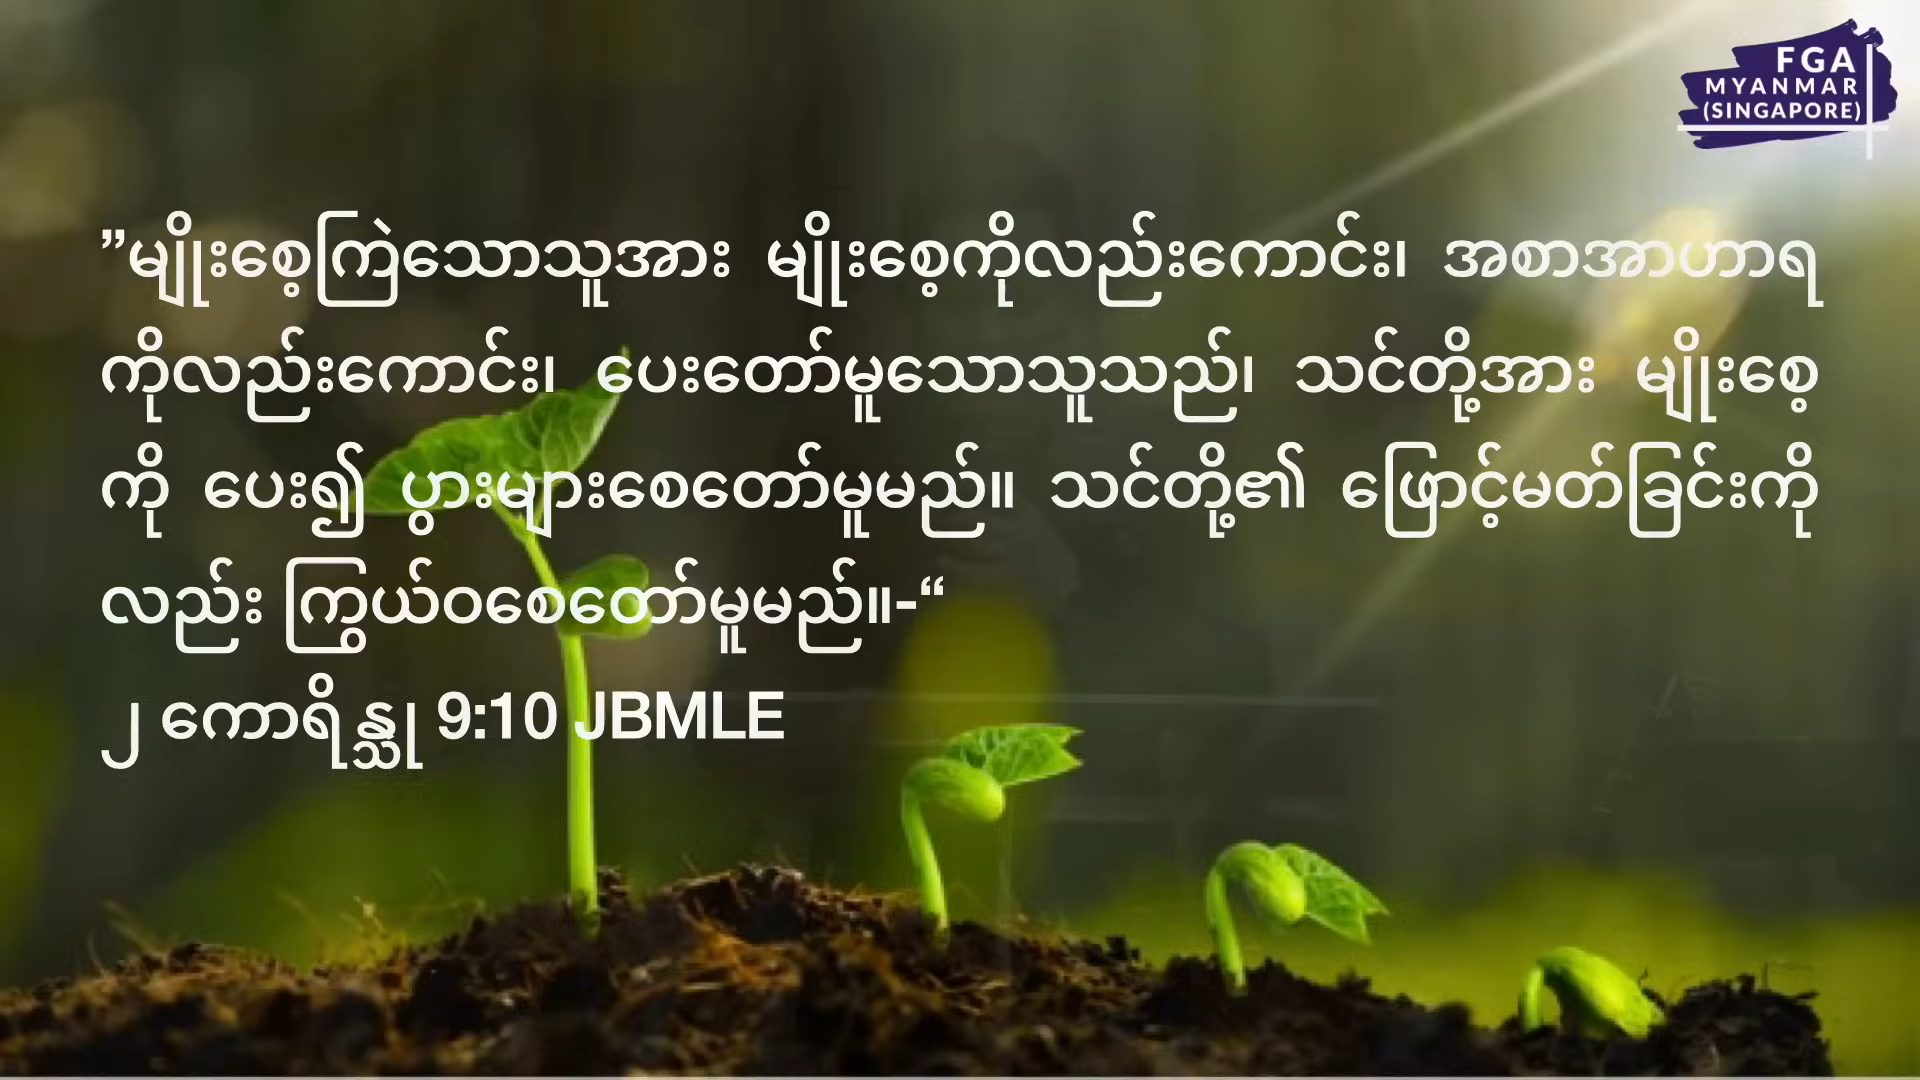 FGA
MYANMAR
(SINGAPORE)
”မျိုးစေ့ကြဲသောသူအား မျိုးစေ့ကိုလည်းကောင်း၊ အစာအာဟာရ
ကိုလည်းကောင်း၊ ပေးတော်မူသောသူသည်၊ သင်တို့အား မျိုးစေ့
ကို ပေး၍ ပွားများစေတော်မူမည်။ သင်တို့၏ ဖြောင့်မတ်ခြင်းကို
လည်း ကြွယ်ဝစေတော်မူမည်။-“
၂ ကောရိန္သု 9:10 JBMLE